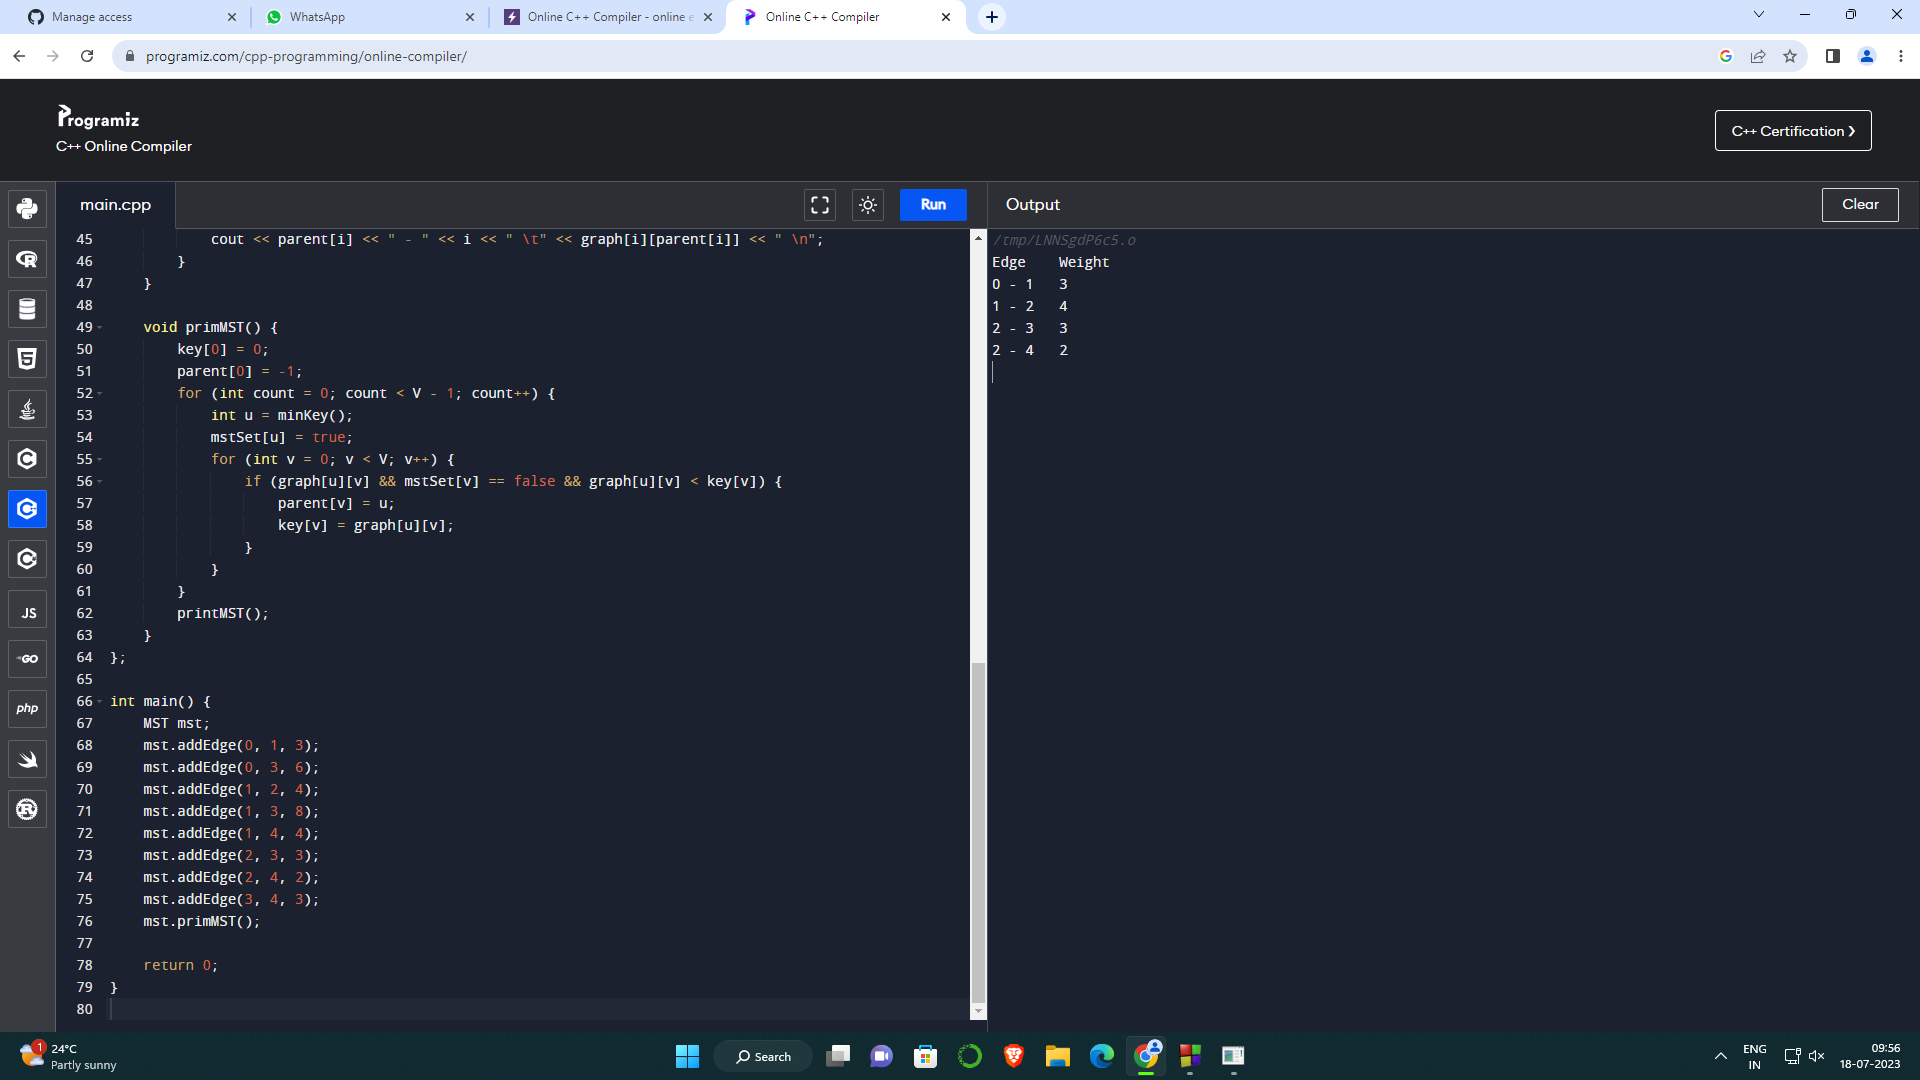 Manage access
WhatsApp
Online C++ Compiler - online e
Online C++ Compiler
programiz.com/cpp-programming/online-compiler/
Programiz
C++ Online Compiler
C++ Certification ❯
main.cpp
Run
Output
Clear
45 cout << parent[i] << " - " << i << " \t" << graph[i][parent[i]] << " \n";
46 }
47 }
48
49 void primMST() {
50 key[0] = 0;
51 parent[0] = -1;
52 for (int count = 0; count < V - 1; count++) {
53 int u = minKey();
54 mstSet[u] = true;
55 for (int v = 0; v < V; v++) {
56 if (graph[u][v] && mstSet[v] == false && graph[u][v] < key[v]) {
57 parent[v] = u;
58 key[v] = graph[u][v];
59 }
60 }
61 }
62 printMST();
63 }
64 };
65
66 int main() {
67 MST mst;
68 mst.addEdge(0, 1, 3);
69 mst.addEdge(0, 3, 6);
70 mst.addEdge(1, 2, 4);
71 mst.addEdge(1, 3, 8);
72 mst.addEdge(1, 4, 4);
73 mst.addEdge(2, 3, 3);
74 mst.addEdge(2, 4, 2);
75 mst.addEdge(3, 4, 3);
76 mst.primMST();
77
78 return 0;
79 }
80
/tmp/LNNSgdP6c5.o
Edge Weight
0 - 1 3
1 - 2 4
2 - 3 3
2 - 4 2
JS
GO
php
1
24°C
Partly sunny
Search
ENG
IN
09:56
18-07-2023